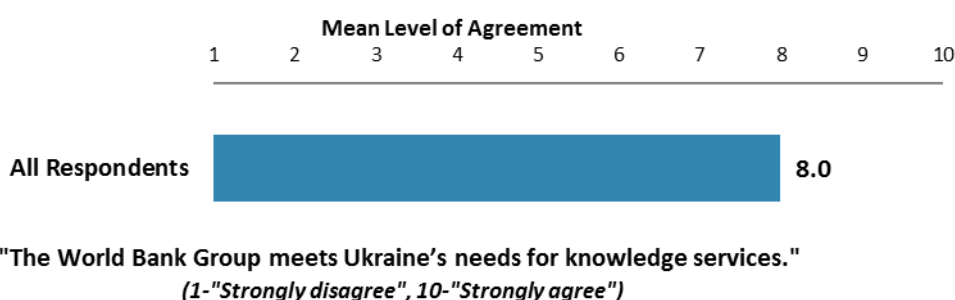 Mean Level of Agreement
1 2 3 4 5 6 7 8 9 10
All Respondents 8.0
"The World Bank Group meets Ukraine’s needs for knowledge services."
(1-"Strongly disagree", 10-"Strongly agree")